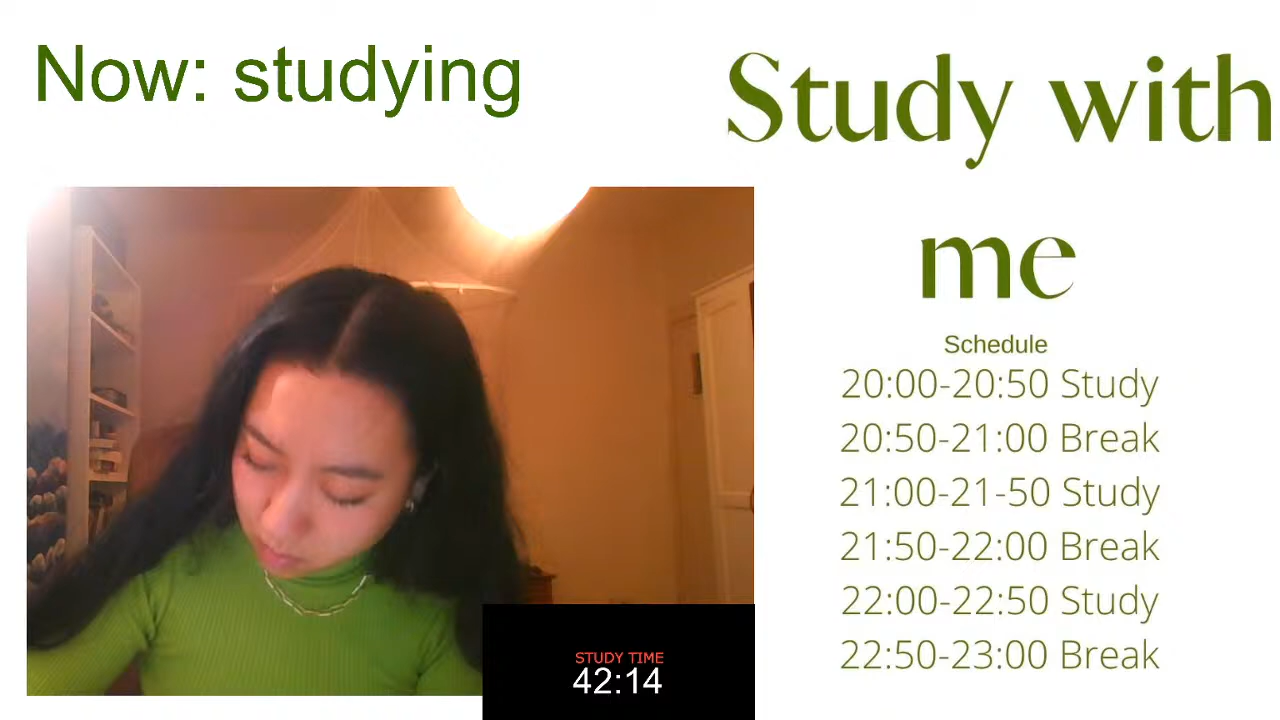 Now: studying
Study with
me
Schedule
20:00-20:50 Study
20:50-21:00 Break
21:00-21-50 Study
21:50-22:00 Break
22:00-22:50 Study
22:50-23:00 Break
STUDY TIME
42:14